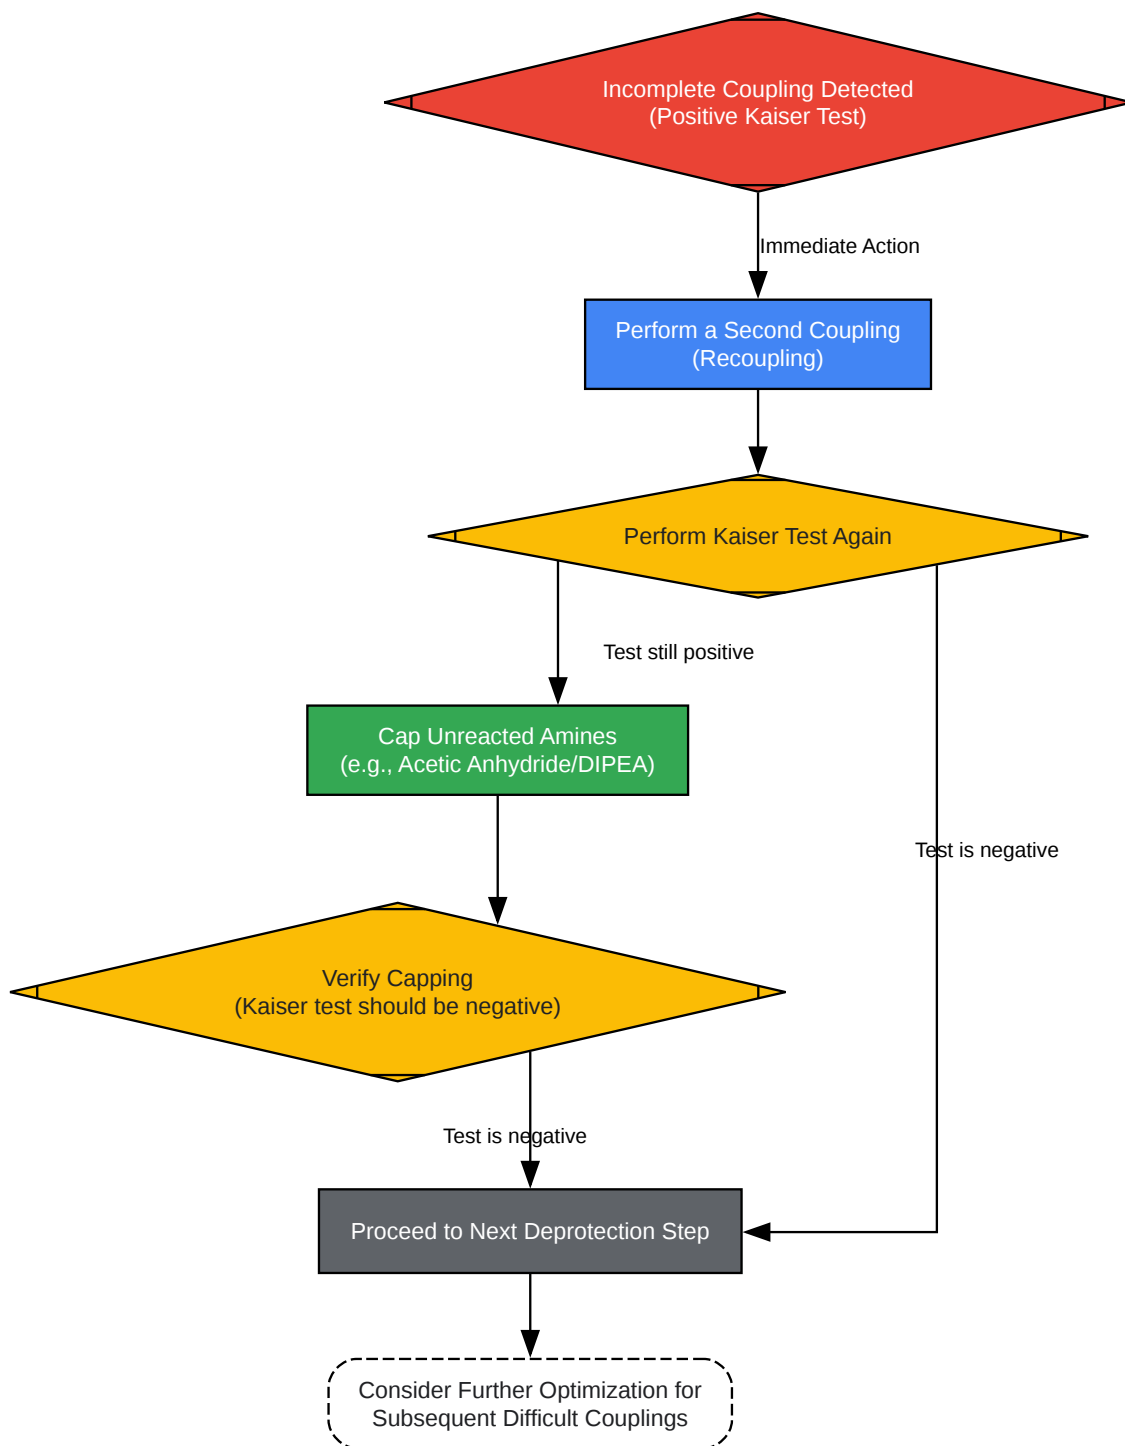 Incomplete Coupling Detected
(Positive Kaiser Test)
Immediate Action
Perform a Second Coupling
(Recoupling)
Perform Kaiser Test Again
Test still positive
Cap Unreacted Amines
(e.g., Acetic Anhydride/DIPEA)
Test is negative
Verify Capping
(Kaiser test should be negative)
Test is negative
Proceed to Next Deprotection Step
Consider Further Optimization for
Subsequent Difficult Couplings